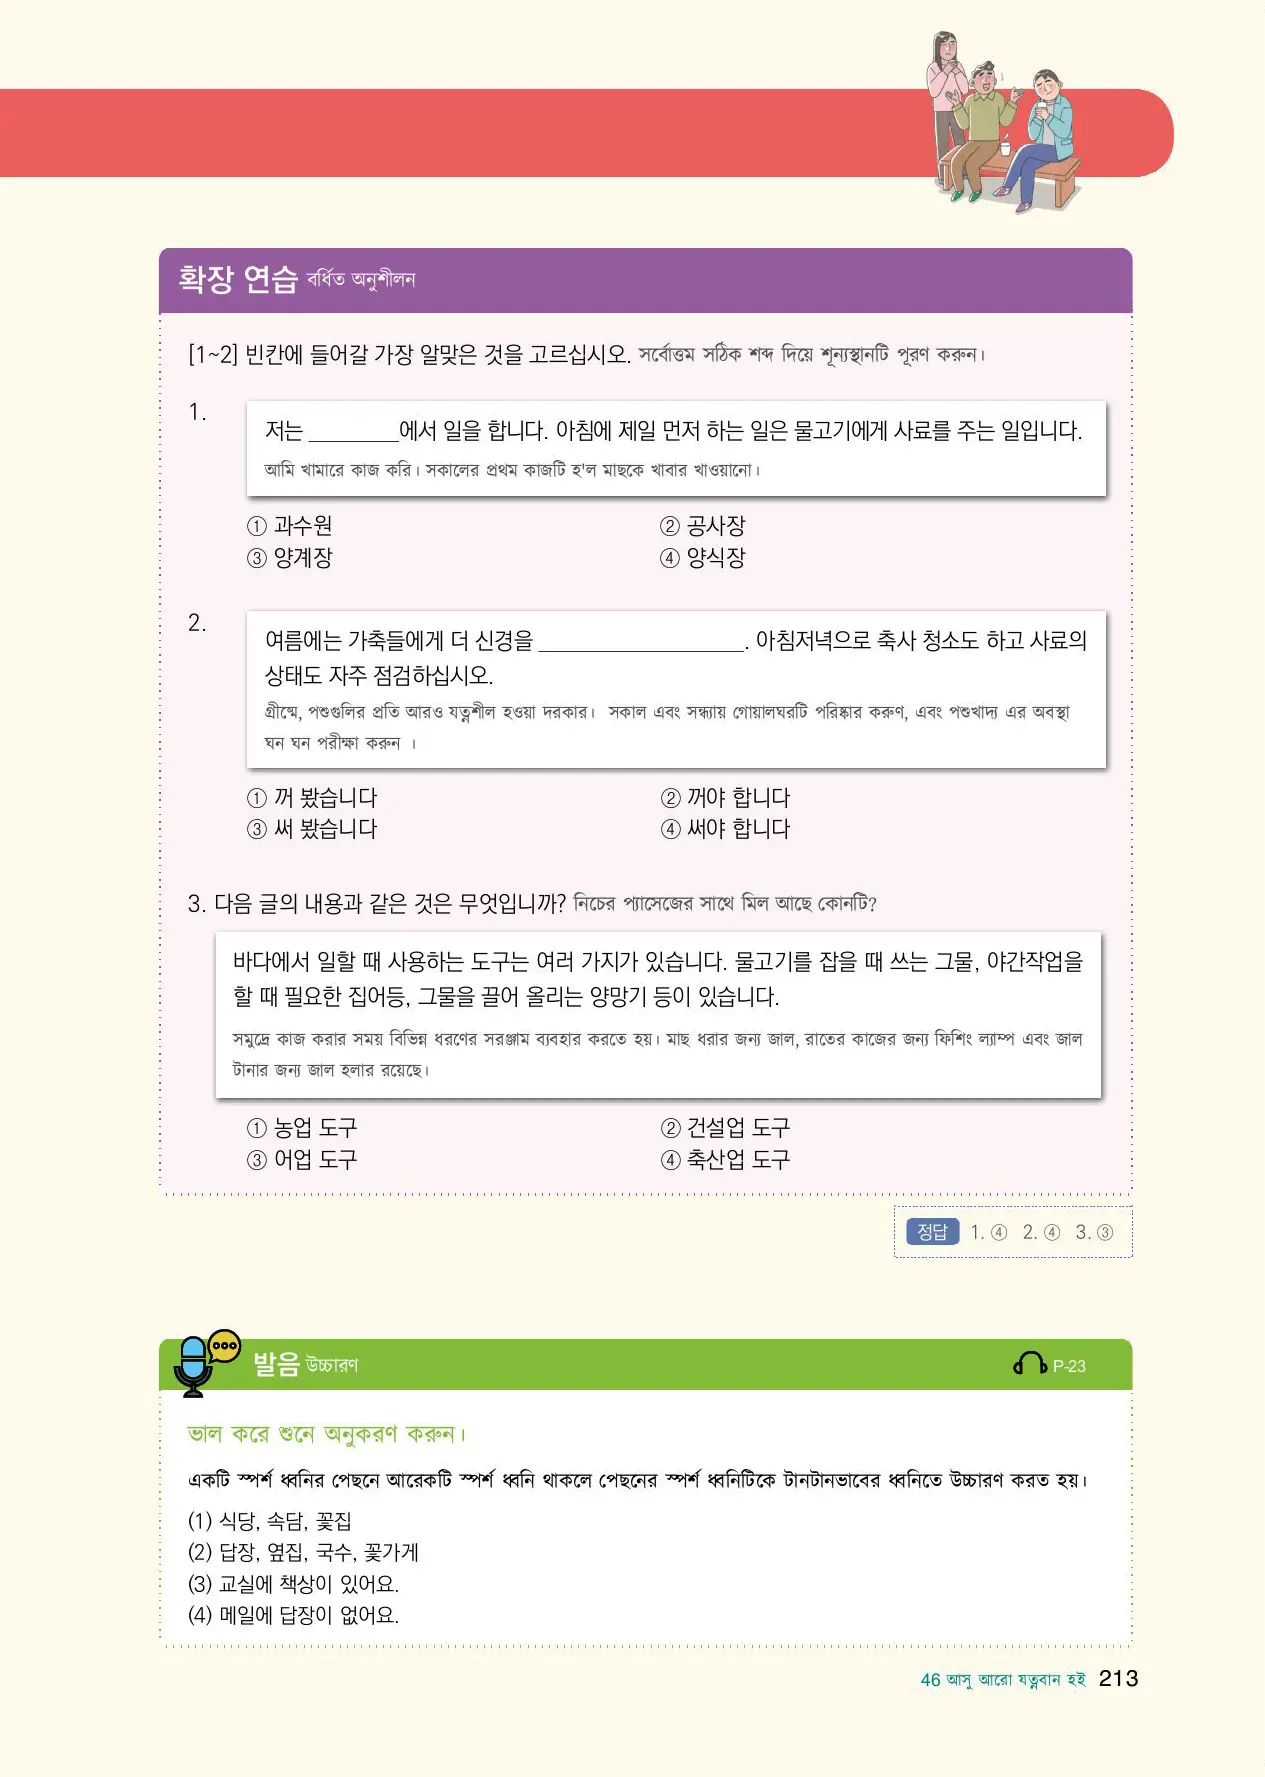 확장 연습 বর্ধিত অনুশীলন
[1~2] 빈칸에 들어갈 가장 알맞은 것을 고르십시오. সর্বোত্তম সঠিক শব্দ দিয়ে শূন্যস্থানটি পূরণ করুন।
1.
저는 ________에서 일을 합니다. 아침에 제일 먼저 하는 일은 물고기에게 사료를 주는 일입니다.
আমি খামারে কাজ করি। সকালের প্রথম কাজটি হ'ল মাছকে খাবার খাওয়ানো।
① 과수원 ② 공사장
③ 양계장 ④ 양식장
2.
여름에는 가축들에게 더 신경을 __________________. 아침저녁으로 축사 청소도 하고 사료의
상태도 자주 점검하십시오.
গ্রীষ্মে, পশুগুলির প্রতি আরও যত্নশীল হওয়া দরকার। সকাল এবং সন্ধ্যায় গোয়ালঘরটি পরিষ্কার করুণ, এবং পশুখাদ্য এর অবস্থা
ঘন ঘন পরীক্ষা করুন ।
① 꺼 봤습니다 ② 꺼야 합니다
③ 써 봤습니다 ④ 써야 합니다
3. 다음 글의 내용과 같은 것은 무엇입니까? নিচের প্যাসেজের সাথে মিল আছে কোনটি?
바다에서 일할 때 사용하는 도구는 여러 가지가 있습니다. 물고기를 잡을 때 쓰는 그물, 야간작업을
할 때 필요한 집어등, 그물을 끌어 올리는 양망기 등이 있습니다.
সমুদ্রে কাজ করার সময় বিভিন্ন ধরণের সরঞ্জাম ব্যবহার করতে হয়। মাছ ধরার জন্য জাল, রাতের কাজের জন্য ফিশিং ল্যাম্প এবং জাল
টানার জন্য জাল হলার রয়েছে।
① 농업 도구 ② 건설업 도구
③ 어업 도구 ④ 축산업 도구
정답 1. ④ 2. ④ 3. ③
발음 উচ্চারণ P-23
ভাল করে শুনে অনুকরণ করুন।
একটি স্পর্শ ধ্বনির পেছনে আরেকটি স্পর্শ ধ্বনি থাকলে পেছনের স্পর্শ ধ্বনিটিকে টানটানভাবের ধ্বনিতে উচ্চারণ করত হয়।
(1) 식당, 속담, 꽃집
(2) 답장, 옆집, 국수, 꽃가게
(3) 교실에 책상이 있어요.
(4) 메일에 답장이 없어요.
46 আসু আরো যত্নবান হই 213